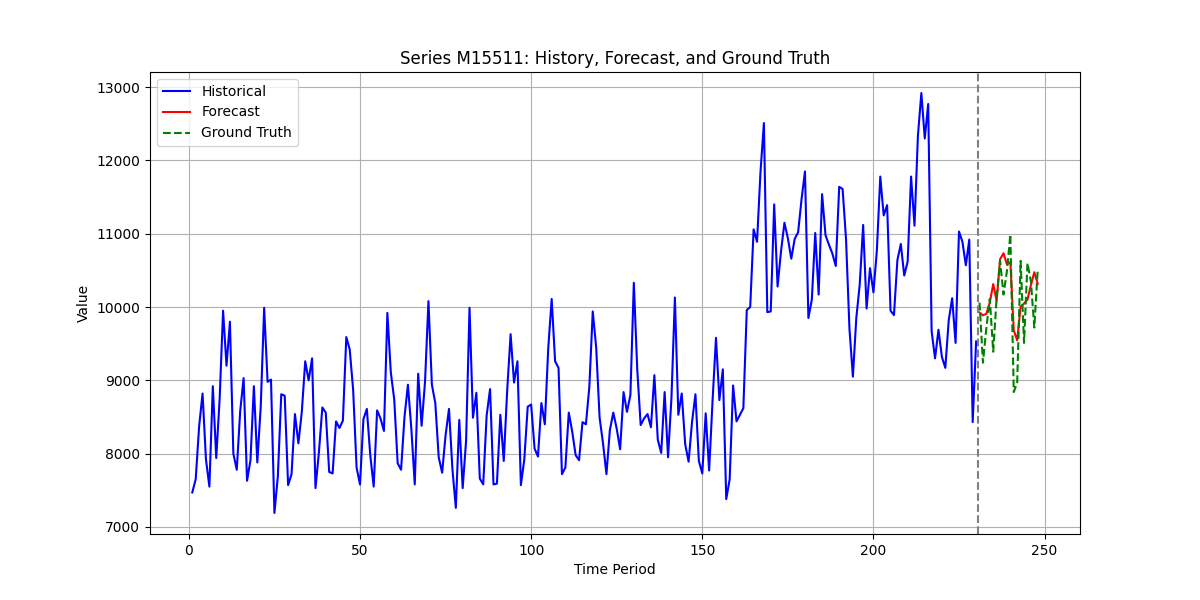 Series M15511: History, Forecast, and Ground Truth
Historical
Forecast
Ground Truth
13000
12000
11000
10000
9000
8000
7000
Value
0 50 100 150 200 250
Time Period